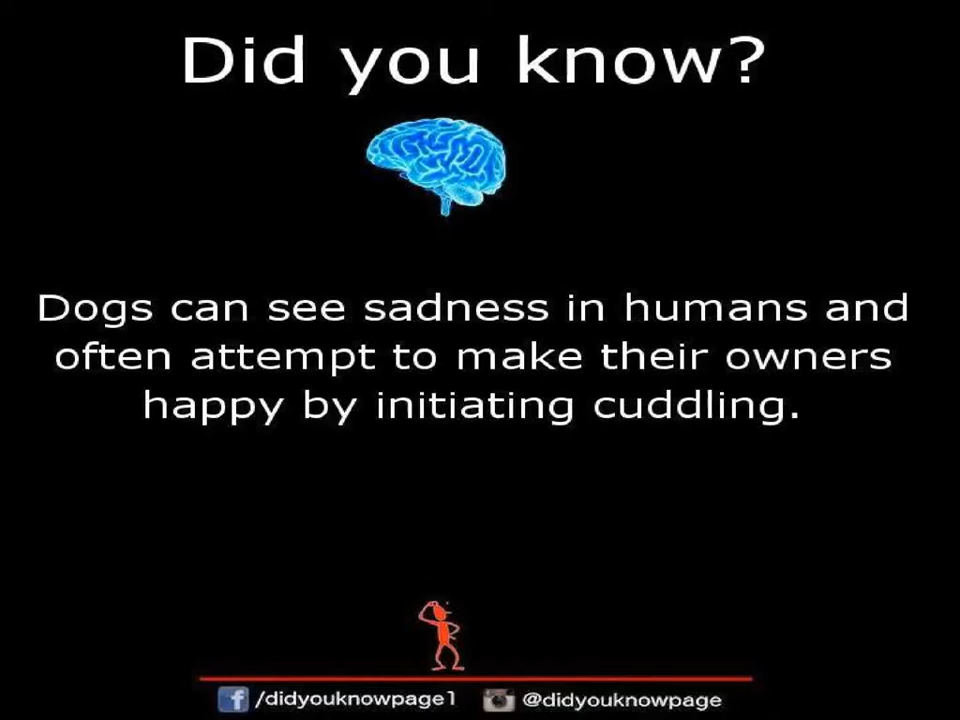 Did you know?
Dogs can see sadness in humans and
often attempt to make their owners
happy by initiating cuddling.
/didyouknowpage1 @didyouknowpage